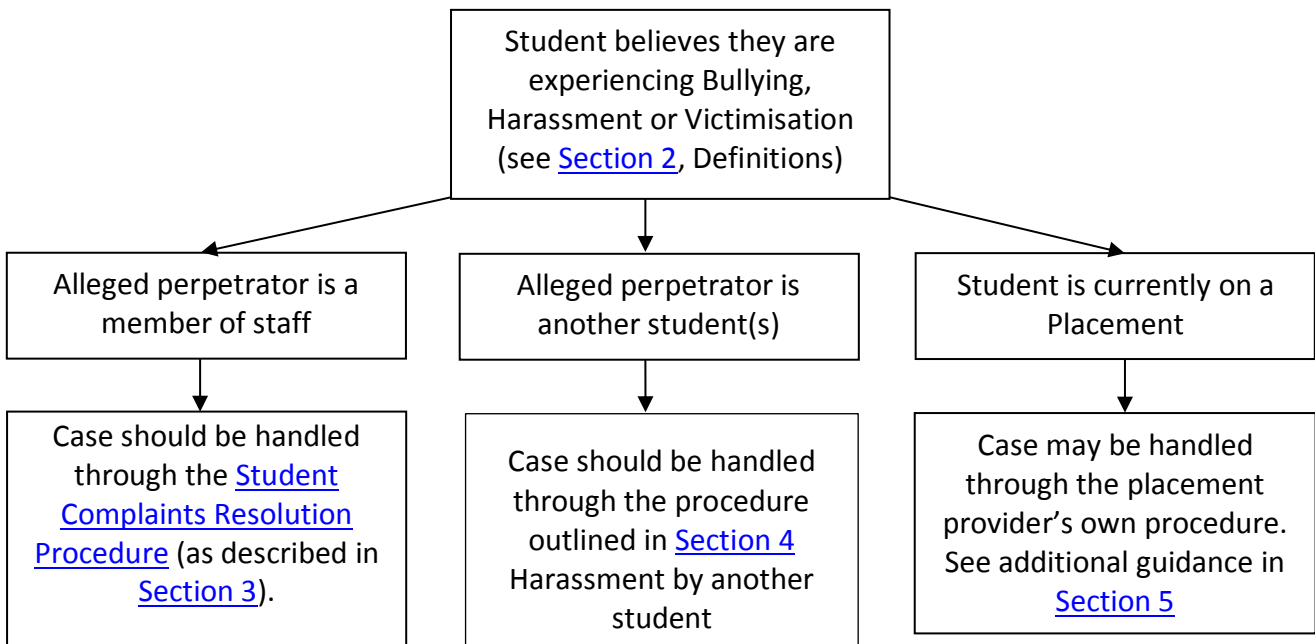 Student believes they are
experiencing Bullying,
Harassment or Victimisation
(see Section 2, Definitions)
Alleged perpetrator is a
member of staff
Alleged perpetrator is
another student(s)
Student is currently on a
Placement
Case should be handled
through the Student
Complaints Resolution
Procedure (as described in
Section 3).
Case should be handled
through the procedure
outlined in Section 4
Harassment by another
student
Case may be handled
through the placement
provider’s own procedure.
See additional guidance in
Section 5